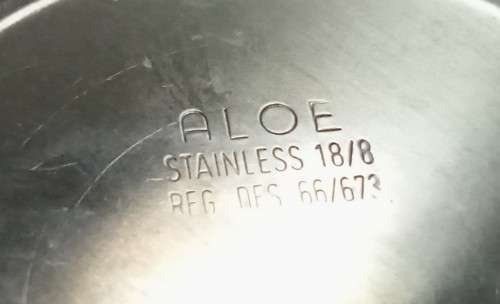 ALOE
STAINLESS 18/8
REG. DES 66/673